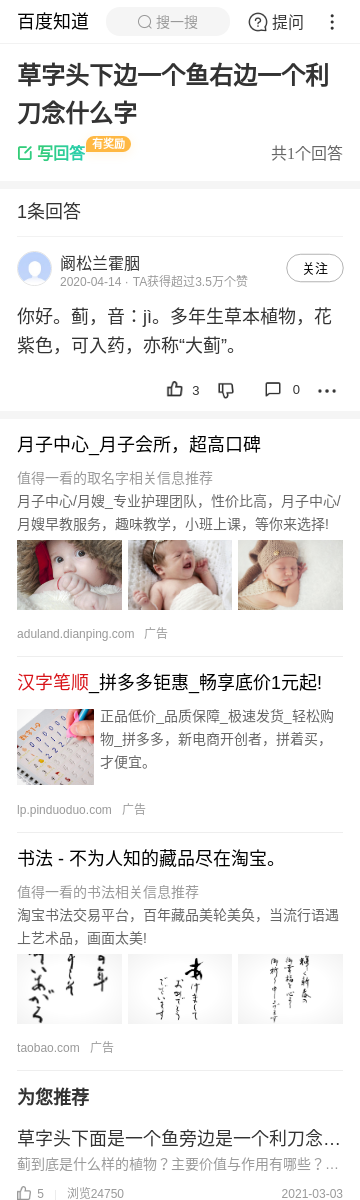 百度知道 搜一搜 提问
草字头下边一个鱼右边一个利
刀念什么字
写回答 有奖励 共1个回答
1条回答
阚松兰霍胭 关注
2020-04-14 · TA获得超过3.5万个赞
你好。蓟，音：jì。多年生草本植物，花
紫色，可入药，亦称“大蓟”。
3 0
月子中心_月子会所，超高口碑
值得一看的取名字相关信息推荐
月子中心/月嫂_专业护理团队，性价比高，月子中心/
月嫂早教服务，趣味教学，小班上课，等你来选择!
aduland.dianping.com 广告
汉字笔顺_拼多多钜惠_畅享底价1元起!
正品低价_品质保障_极速发货_轻松购
物_拼多多，新电商开创者，拼着买，
才便宜。
lp.pinduoduo.com 广告
书法 - 不为人知的藏品尽在淘宝。
值得一看的书法相关信息推荐
淘宝书法交易平台，百年藏品美轮美奂，当流行语遇
上艺术品，画面太美!
あけまして
おめでとう
ございます
taobao.com 广告
为您推荐
草字头下面是一个鱼旁边是一个利刀念…
蓟到底是什么样的植物？主要价值与作用有哪些？…
5 浏览24750 2021-03-03